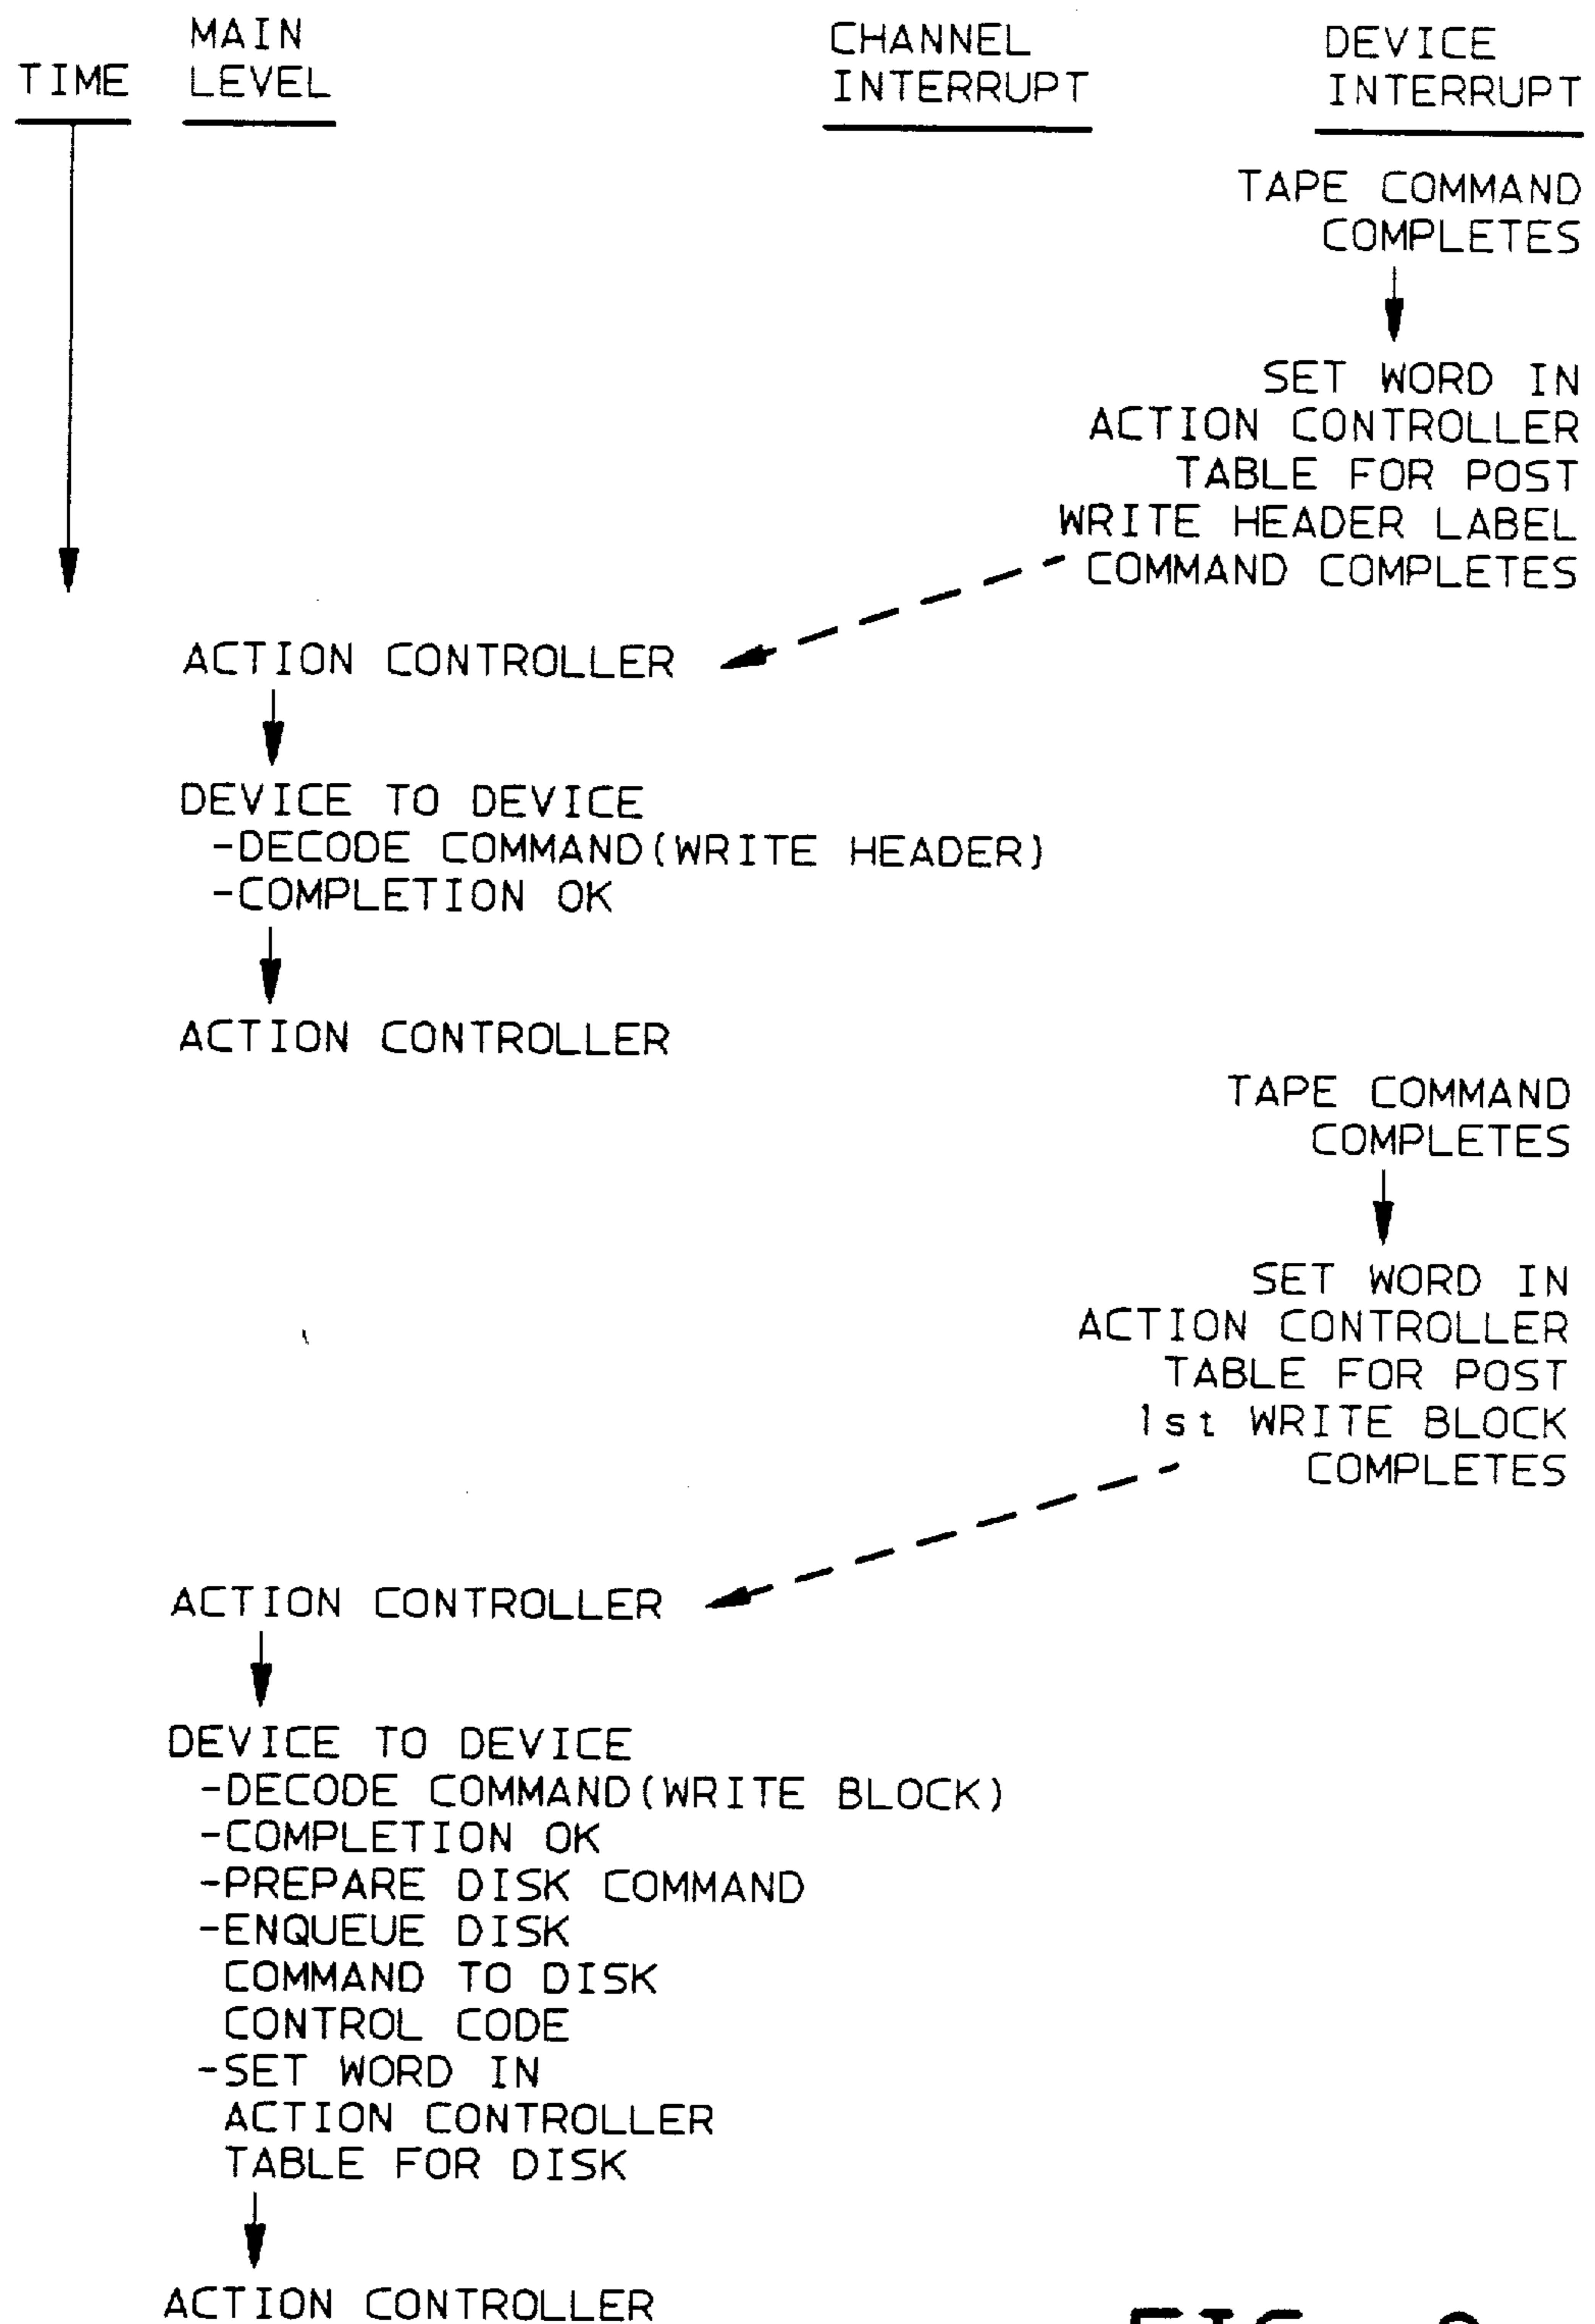 TIME
MAIN
LEVEL
CHANNEL
INTERRUPT
DEVICE
INTERRUPT
TAPE COMMAND
COMPLETES
SET WORD IN
ACTION CONTROLLER
TABLE FOR POST
WRITE HEADER LABEL
COMMAND COMPLETES
ACTION CONTROLLER
DEVICE TO DEVICE
-DECODE COMMAND(WRITE HEADER)
-COMPLETION OK
ACTION CONTROLLER
TAPE COMMAND
COMPLETES
SET WORD IN
ACTION CONTROLLER
TABLE FOR POST
1st WRITE BLOCK
COMPLETES
ACTION CONTROLLER
DEVICE TO DEVICE
-DECODE COMMAND(WRITE BLOCK)
-COMPLETION OK
-PREPARE DISK COMMAND
-ENQUEUE DISK
COMMAND TO DISK
CONTROL CODE
-SET WORD IN
ACTION CONTROLLER
TABLE FOR DISK
ACTION CONTROLLER